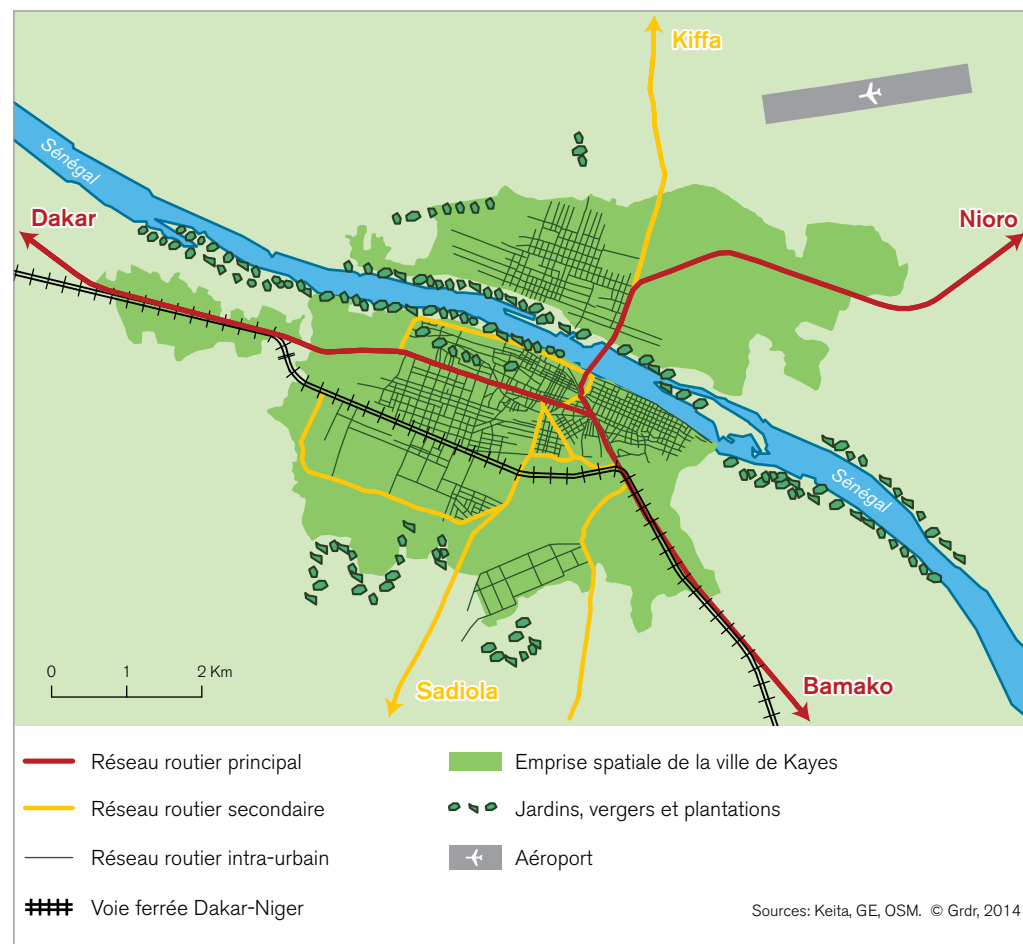 Kiffa
Sénégal
Dakar
Nioro
Sénégal
0 1 2 Km
Sadiola
Bamako
Réseau routier principal
Emprise spatiale de la ville de Kayes
Réseau routier secondaire
Jardins, vergers et plantations
Réseau routier intra-urbain
Aéroport
Voie ferrée Dakar-Niger
Sources: Keita, GE, OSM. © Grdr, 2014